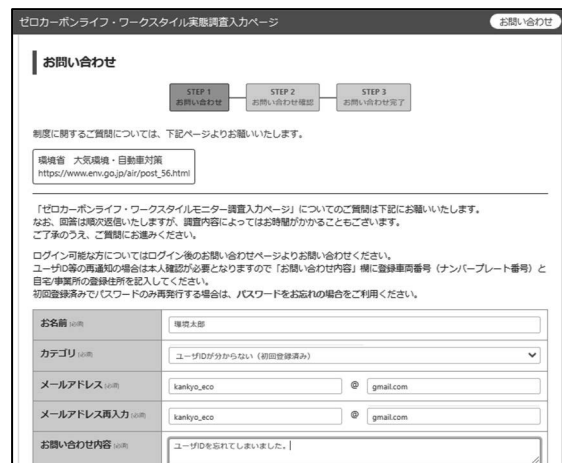 ゼロカーボンライフ・ワークスタイル実態調査入力ページ
お問い合わせ
お問い合わせ
STEP 1
お問い合わせ
STEP 2
お問い合わせ確認
STEP 3
お問い合わせ完了
制度に関するご質問については、下記ページよりお願いいたします。
環境省 大気環境・自動車対策
https://www.env.go.jp/air/post_56.html
「ゼロカーボンライフ・ワークスタイルモニター調査入力ページ」についてのご質問は下記にお願いいたします。
なお、回答は順次返信いたしますが、調査内容によってはお時間がかかることもございます。
ご了承のうえ、ご質問にお進みください。
ログイン可能な方についてはログイン後のお問い合わせページよりお問い合わせください。
ユーザID等の再通知の場合は本人確認が必要となりますので「お問い合わせ内容」欄に登録車両番号（ナンバープレート番号）と
自宅/事業所の登録住所を記入してください。
初回登録済みでパスワードのみ再発行する場合は、パスワードをお忘れの場合をご利用ください。
お名前 (必須)
環境太郎
カテゴリ (必須)
ユーザIDが分からない（初回登録済み）
メールアドレス (必須)
kankyo_eco @ gmail.com
メールアドレス再入力 (必須)
kankyo_eco @ gmail.com
お問い合わせ内容 (必須)
ユーザIDを忘れてしまいました。